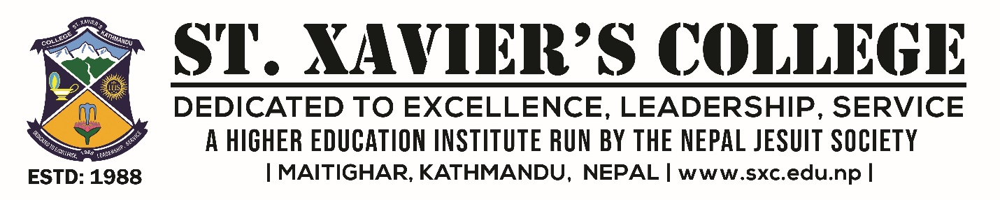 COLLEGE ST. XAVIER'S KATHMANDU
IHS
DEDICATED TO EXCELLENCE, 1988 LEADERSHIP, SERVICE
ESTD: 1988
ST. XAVIER'S COLLEGE
DEDICATED TO EXCELLENCE, LEADERSHIP, SERVICE
A HIGHER EDUCATION INSTITUTE RUN BY THE NEPAL JESUIT SOCIETY
| MAITIGHAR, KATHMANDU, NEPAL | www.sxc.edu.np |